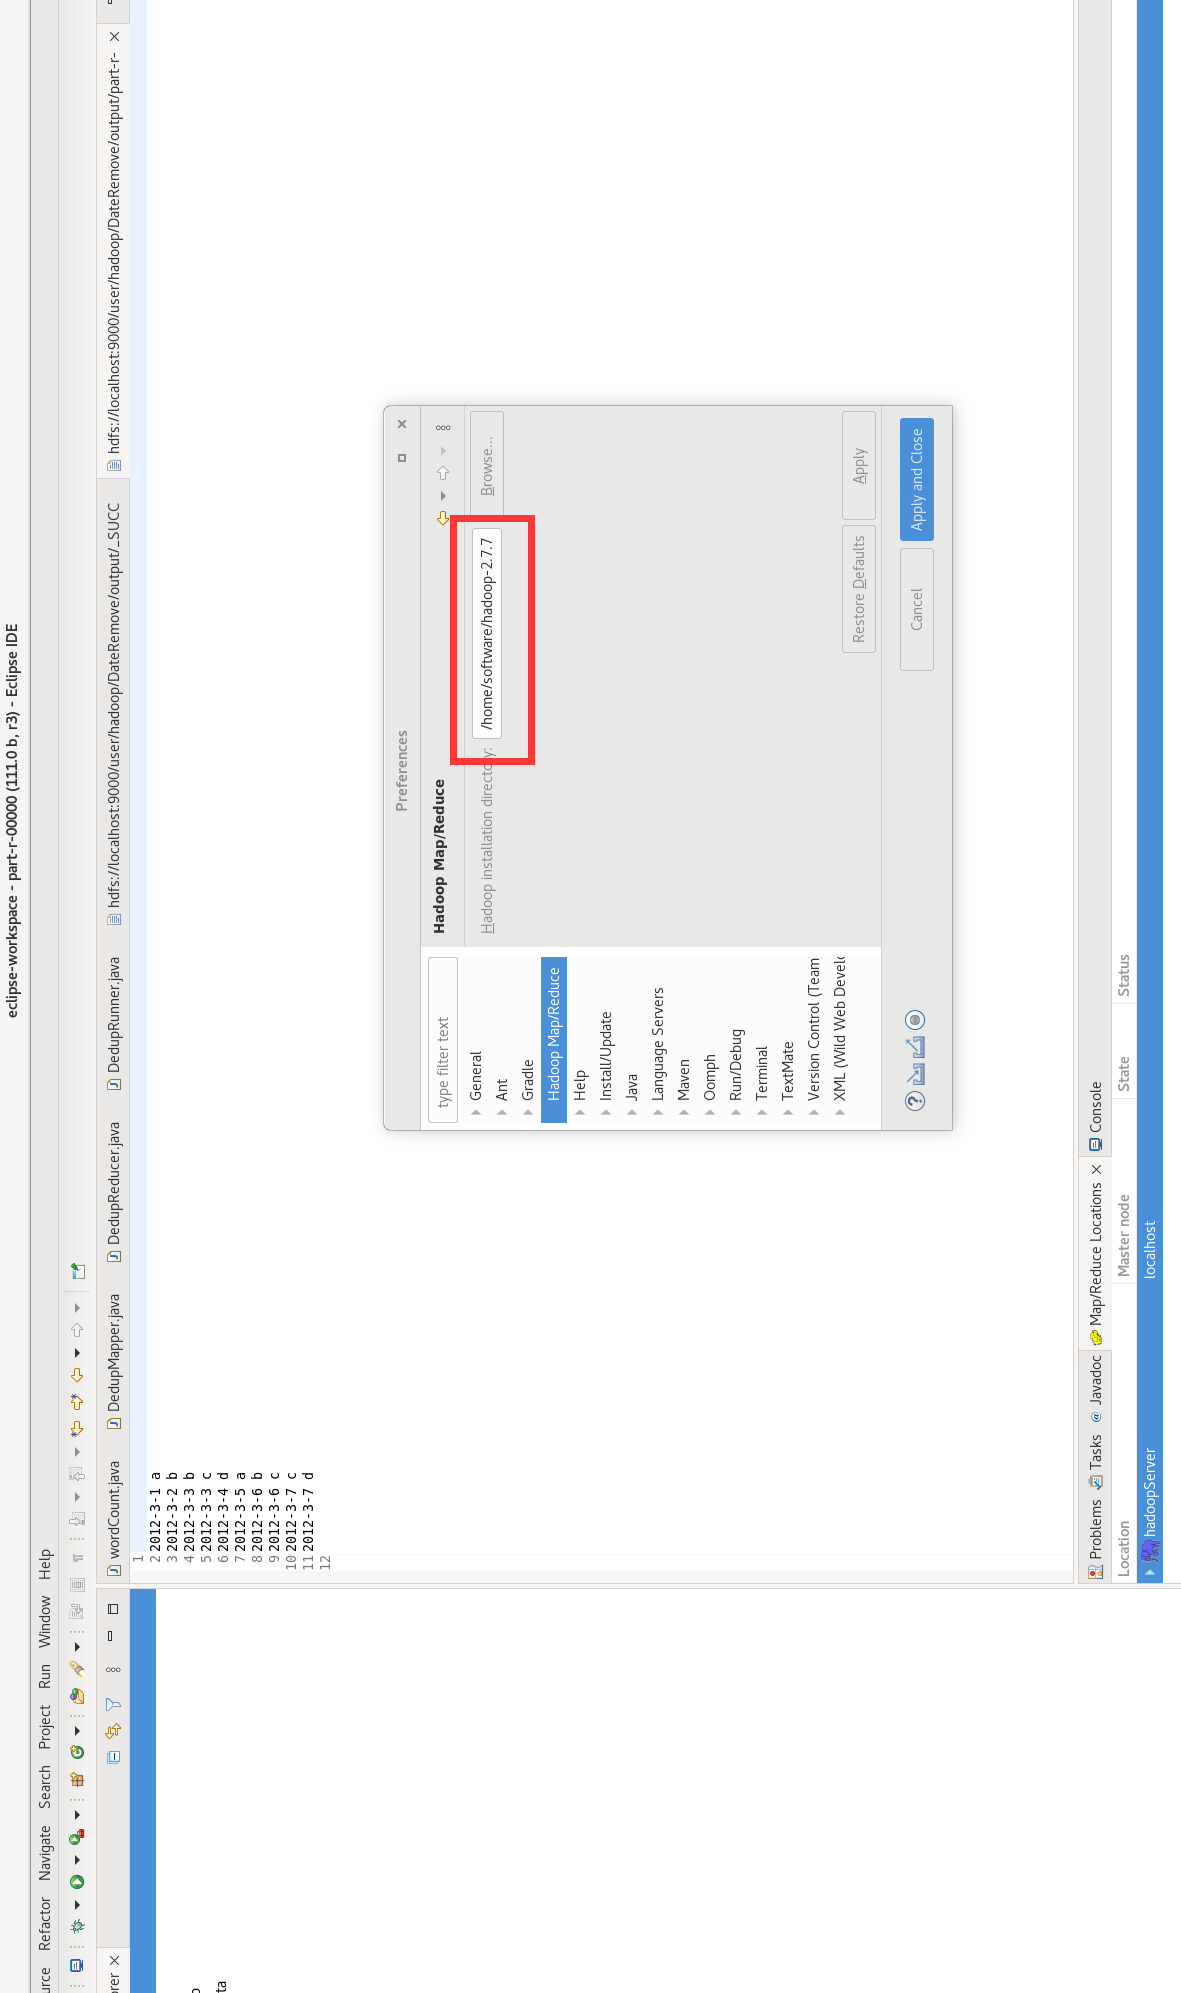 eclipse-workspace - part-r-00000 (111.0 b, r3) - Eclipse IDE
urce Refactor Navigate Search Project Run Window Help
rer
wordCount.java
DedupMapper.java
DedupReducer.java
DedupRunner.java
hdfs://localhost:9000/user/hadoop/DateRemove/output/_SUCC
hdfs://localhost:9000/user/hadoop/DateRemove/output/part-r-
1
2 2012-3-1 a
3 2012-3-2 b
4 2012-3-3 b
5 2012-3-3 c
6 2012-3-4 d
7 2012-3-5 a
8 2012-3-6 b
9 2012-3-6 c
10 2012-3-7 c
11 2012-3-7 d
12
ta
Preferences
type filter text
General
Ant
Gradle
Hadoop Map/Reduce
Help
Install/Update
Java
Language Servers
Maven
Oomph
Run/Debug
Terminal
TextMate
Version Control (Team
XML (Wild Web Develo
Hadoop Map/Reduce
Hadoop installation directory: /home/software/hadoop-2.7.7 Browse...
Restore Defaults Apply
Cancel Apply and Close
Problems @ Javadoc Tasks Map/Reduce Locations Console
Location Master node State Status
hadoopServer localhost